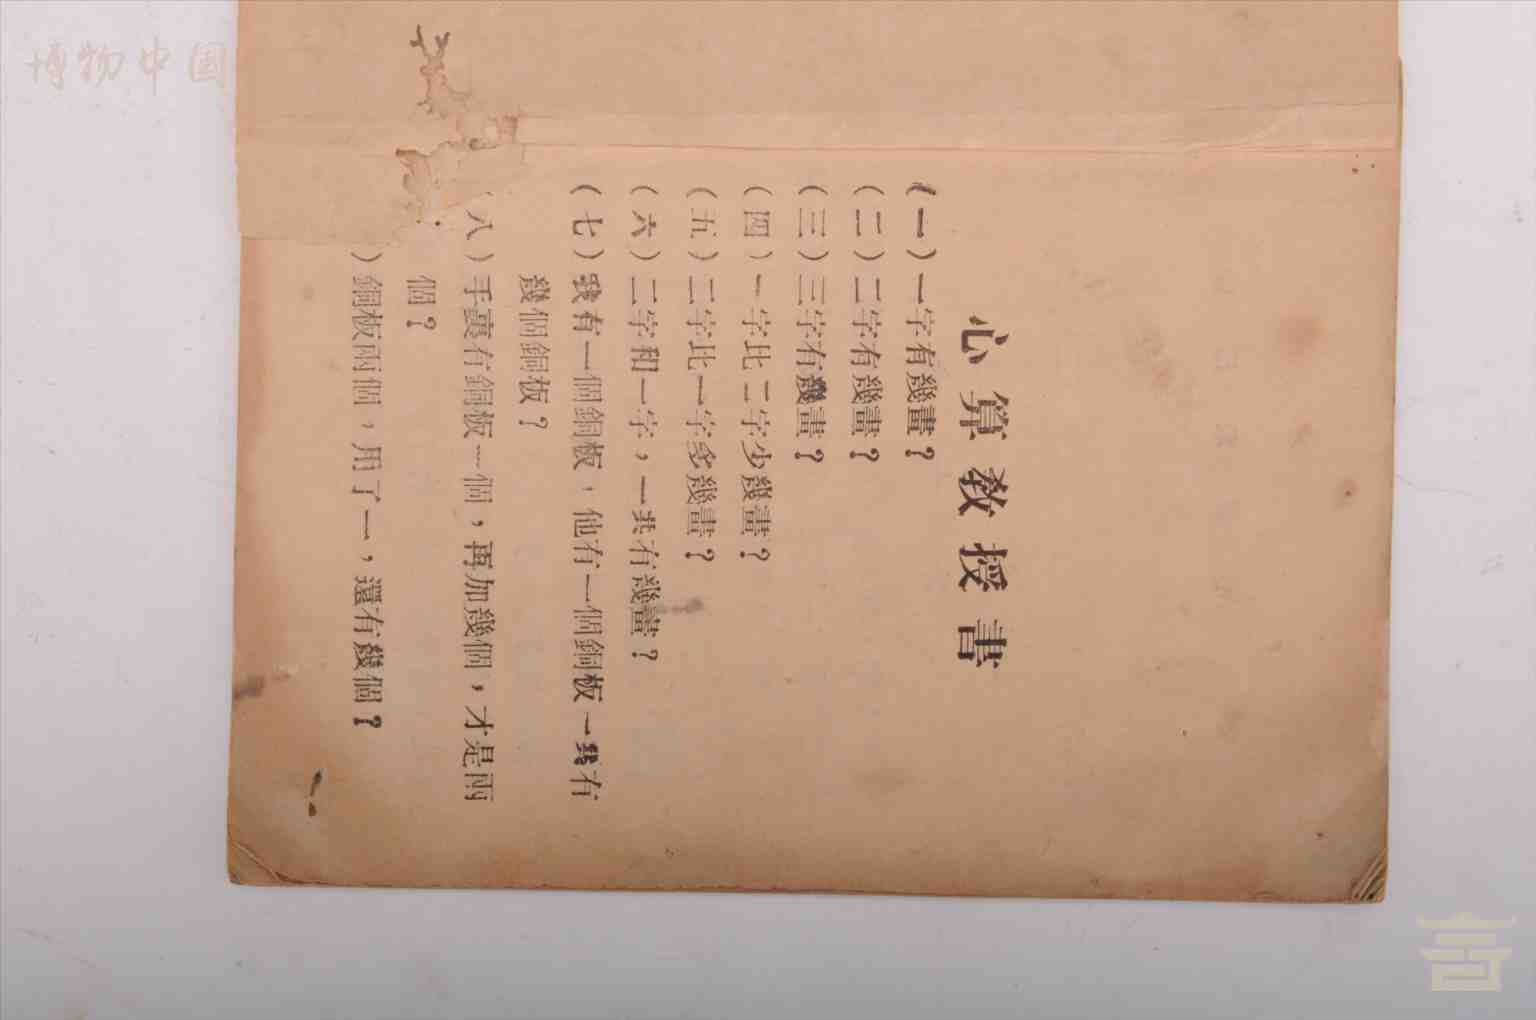 博物中国
心算教授書
(一)一字有幾畫？
(二)二字有幾畫？
(三)三字有幾畫？
(四)一字比二字少幾畫？
(五)二字比一字多幾畫？
(六)二字和一字，一共有幾畫？
(七)我有一個銅板，他有一個銅板一共有
幾個銅板？
(八)手裏有銅板一個，再加幾個，才是兩
個？
)銅板兩個，用了一，還有幾個？